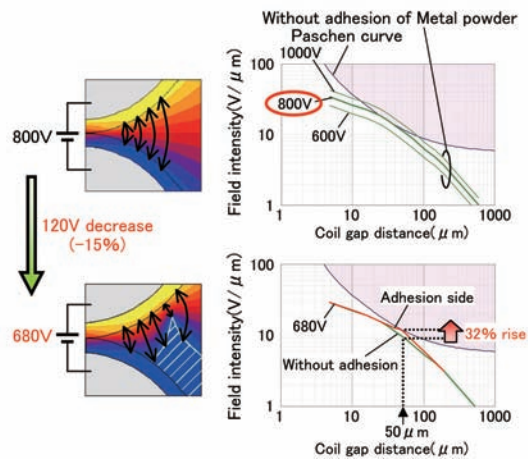 Without adhesion of Metal powder
Paschen curve
1000V
100
800V
600V
10
1
1
10
100
1000
Field intensity(V/μm)
Coil gap distance(μm)
800V
120V decrease
(-15%)
680V
100
680V
Adhesion side
10
Without adhesion
32% rise
1
1
10
100
1000
50μm
Field intensity(V/μm)
Coil gap distance(μm)